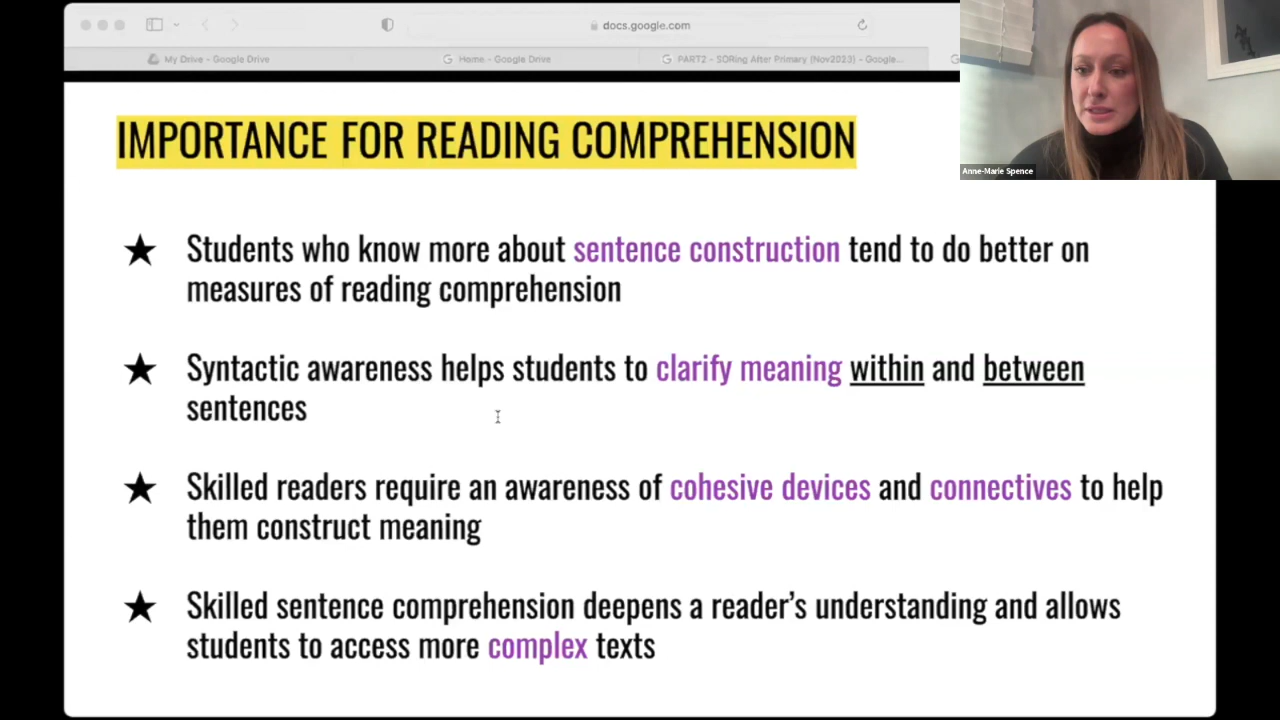 docs.google.com
My Drive - Google Drive
Home - Google Drive
PART2 - SORing After Primary (Nov2023) - Google...
Anne-Marie Spence
IMPORTANCE FOR READING COMPREHENSION
★ Students who know more about sentence construction tend to do better on
measures of reading comprehension
★ Syntactic awareness helps students to clarify meaning within and between
sentences
★ Skilled readers require an awareness of cohesive devices and connectives to help
them construct meaning
★ Skilled sentence comprehension deepens a reader’s understanding and allows
students to access more complex texts